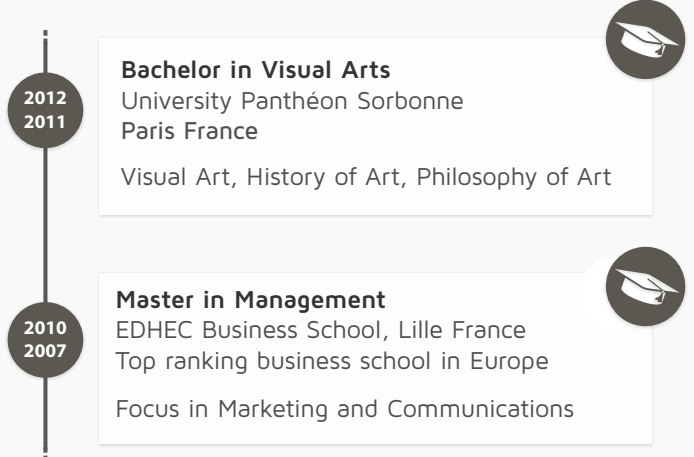 2012
2011
Bachelor in Visual Arts
University Panthéon Sorbonne
Paris France
Visual Art, History of Art, Philosophy of Art
2010
2007
Master in Management
EDHEC Business School, Lille France
Top ranking business school in Europe
Focus in Marketing and Communications